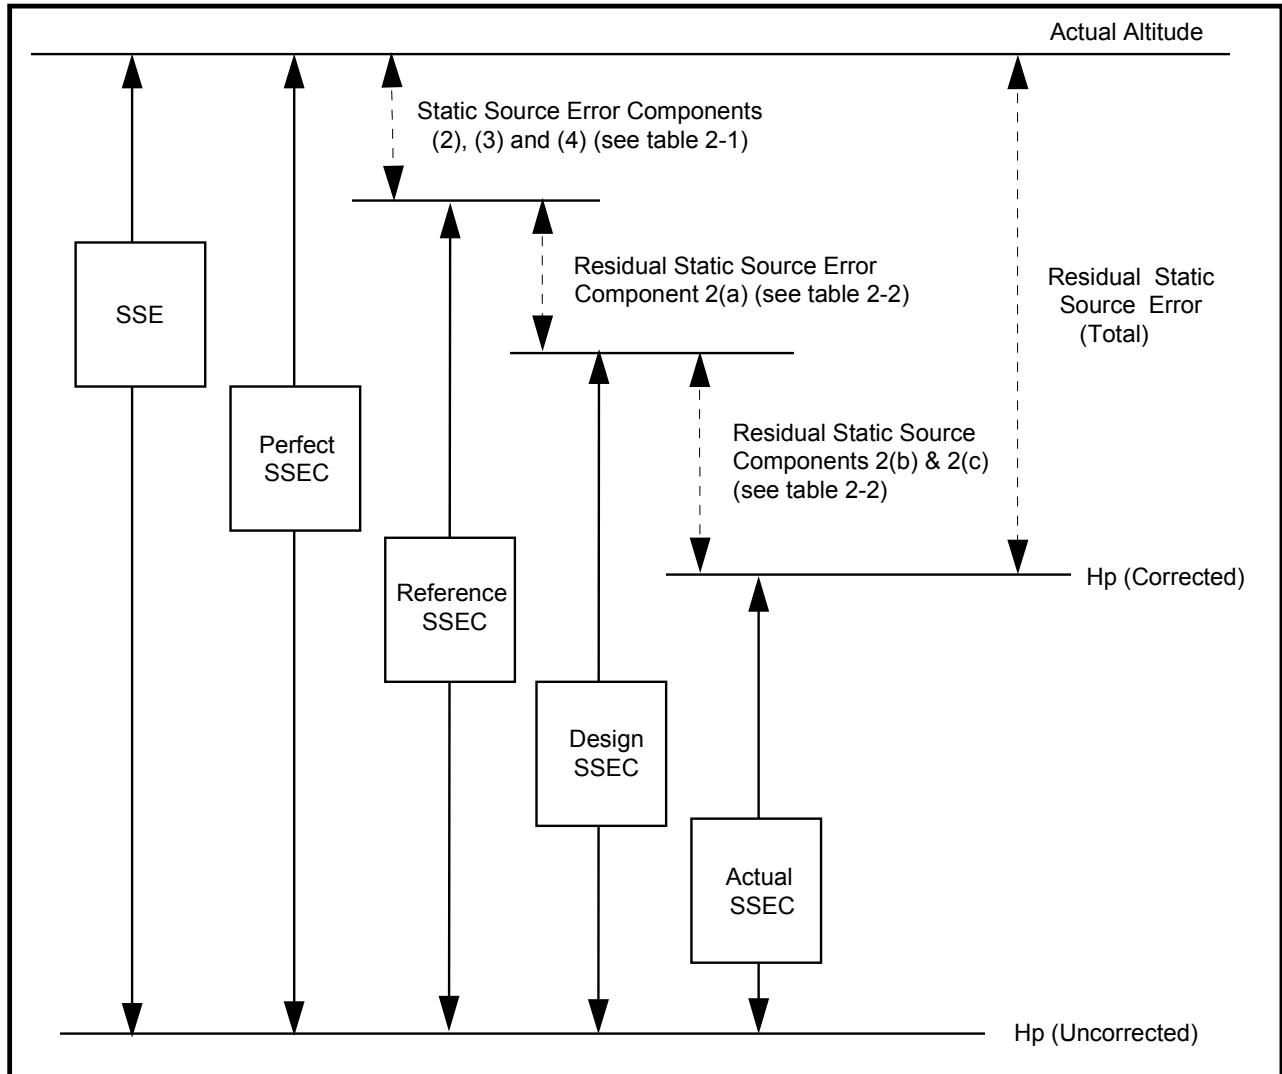 Actual Altitude
Static Source Error Components
(2), (3) and (4) (see table 2-1)
Residual Static Source Error
Component 2(a) (see table 2-2)
Residual Static
Source Error
(Total)
SSE
Perfect
SSEC
Residual Static Source
Components 2(b) & 2(c)
(see table 2-2)
Reference
SSEC
Hp (Corrected)
Design
SSEC
Actual
SSEC
Hp (Uncorrected)